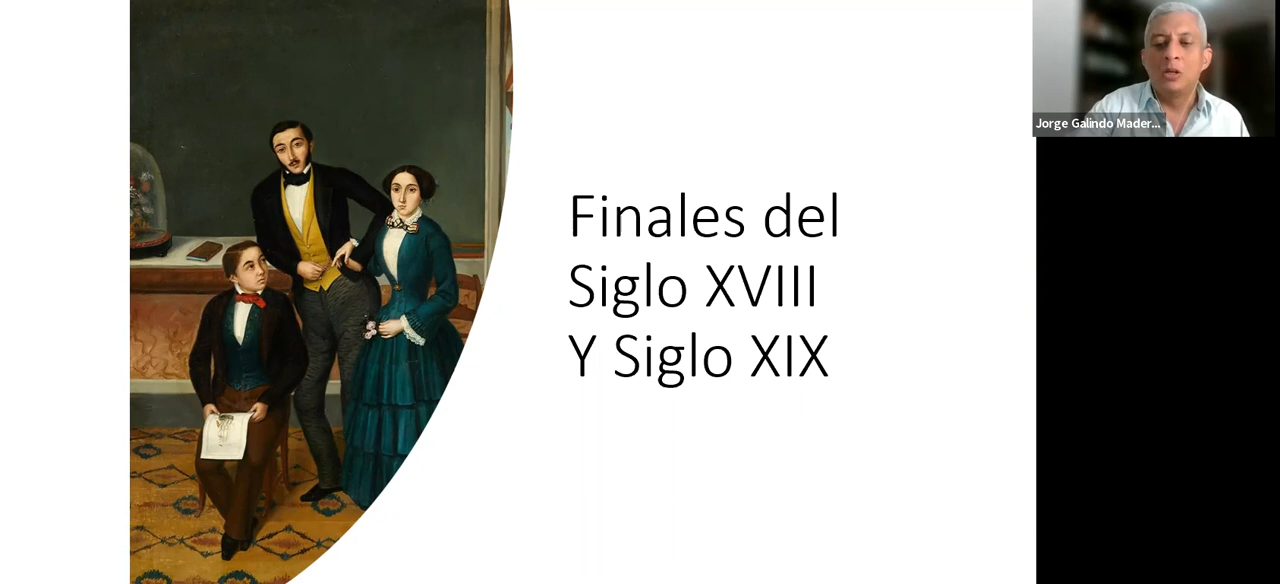 Finales del
Siglo XVIII
Y Siglo XIX
Jorge Galindo Mader...